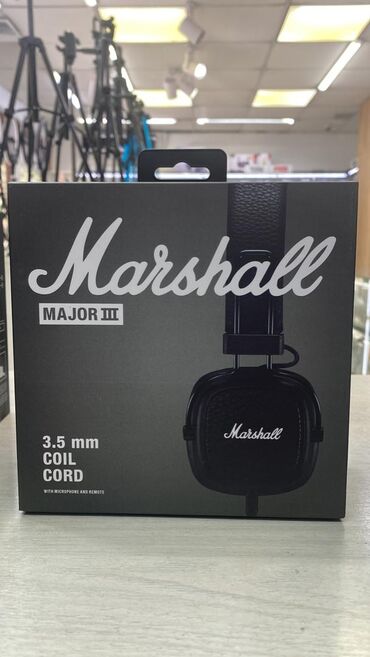 Marshall
MAJOR III
Marshall
3.5 mm
COIL
CORD
WITH MICROPHONE AND REMOTE